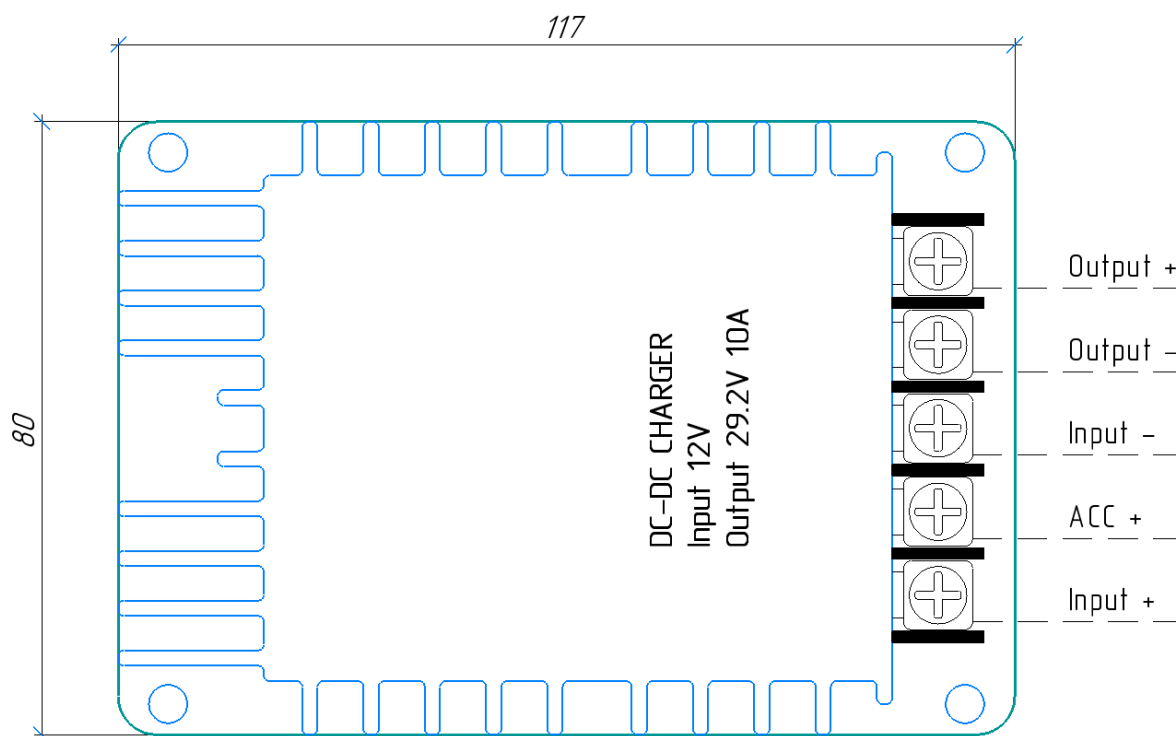 117
80
DC-DC CHARGER
Input 12V
Output 29.2V 10A
Output +
Output -
Input -
ACC +
Input +